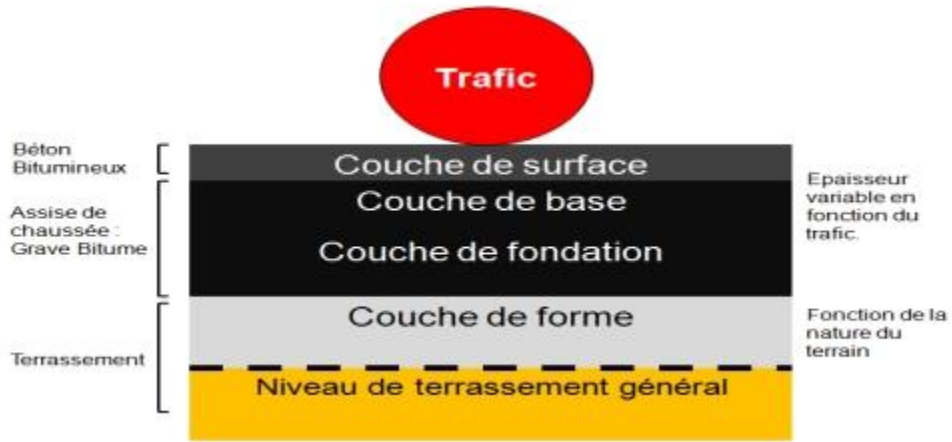 Trafic
Béton
Bitumineux
Couche de surface
Assise de
chaussée :
Grave Bitume
Couche de base
Couche de fondation
Epaisseur
variable en
fonction du
trafic.
Terrassement
Couche de forme
Niveau de terrassement général
Fonction de la
nature du
terrain